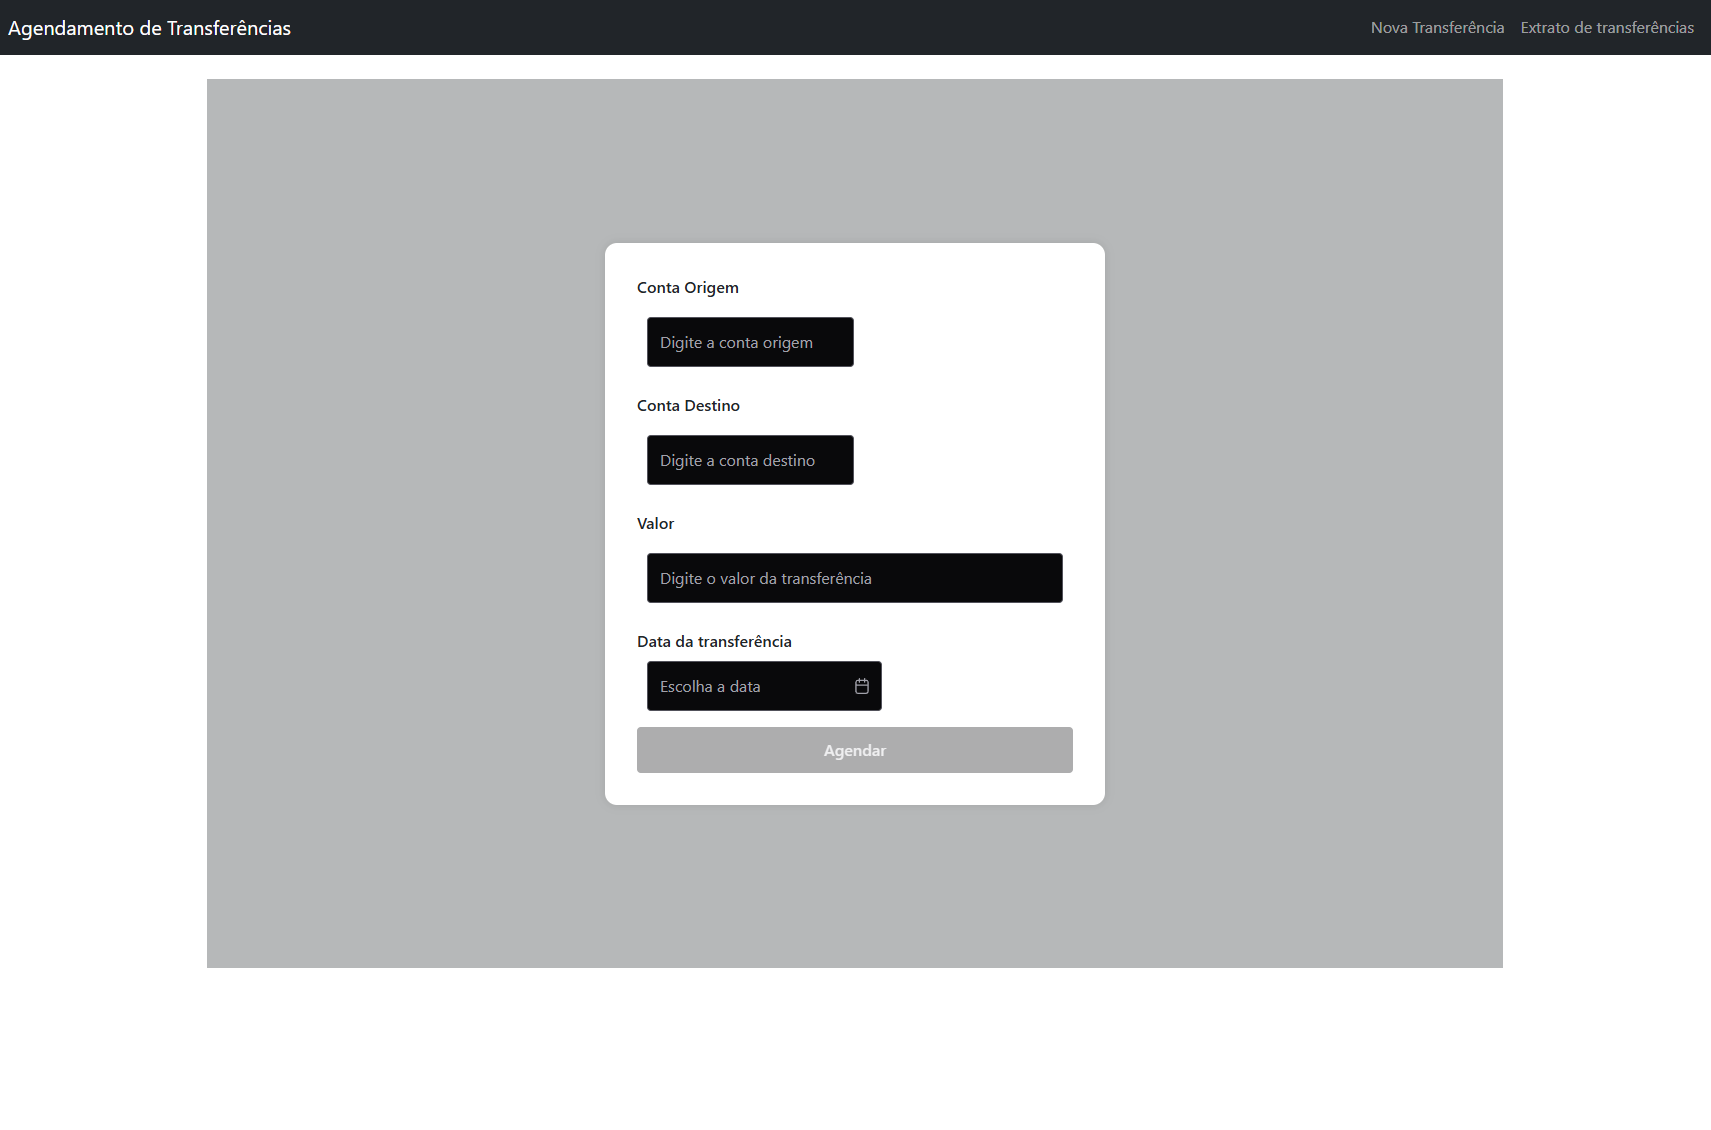 Agendamento de Transferências
Nova Transferência
Extrato de transferências
Conta Origem
Digite a conta origem
Conta Destino
Digite a conta destino
Valor
Digite o valor da transferência
Data da transferência
Escolha a data
Agendar